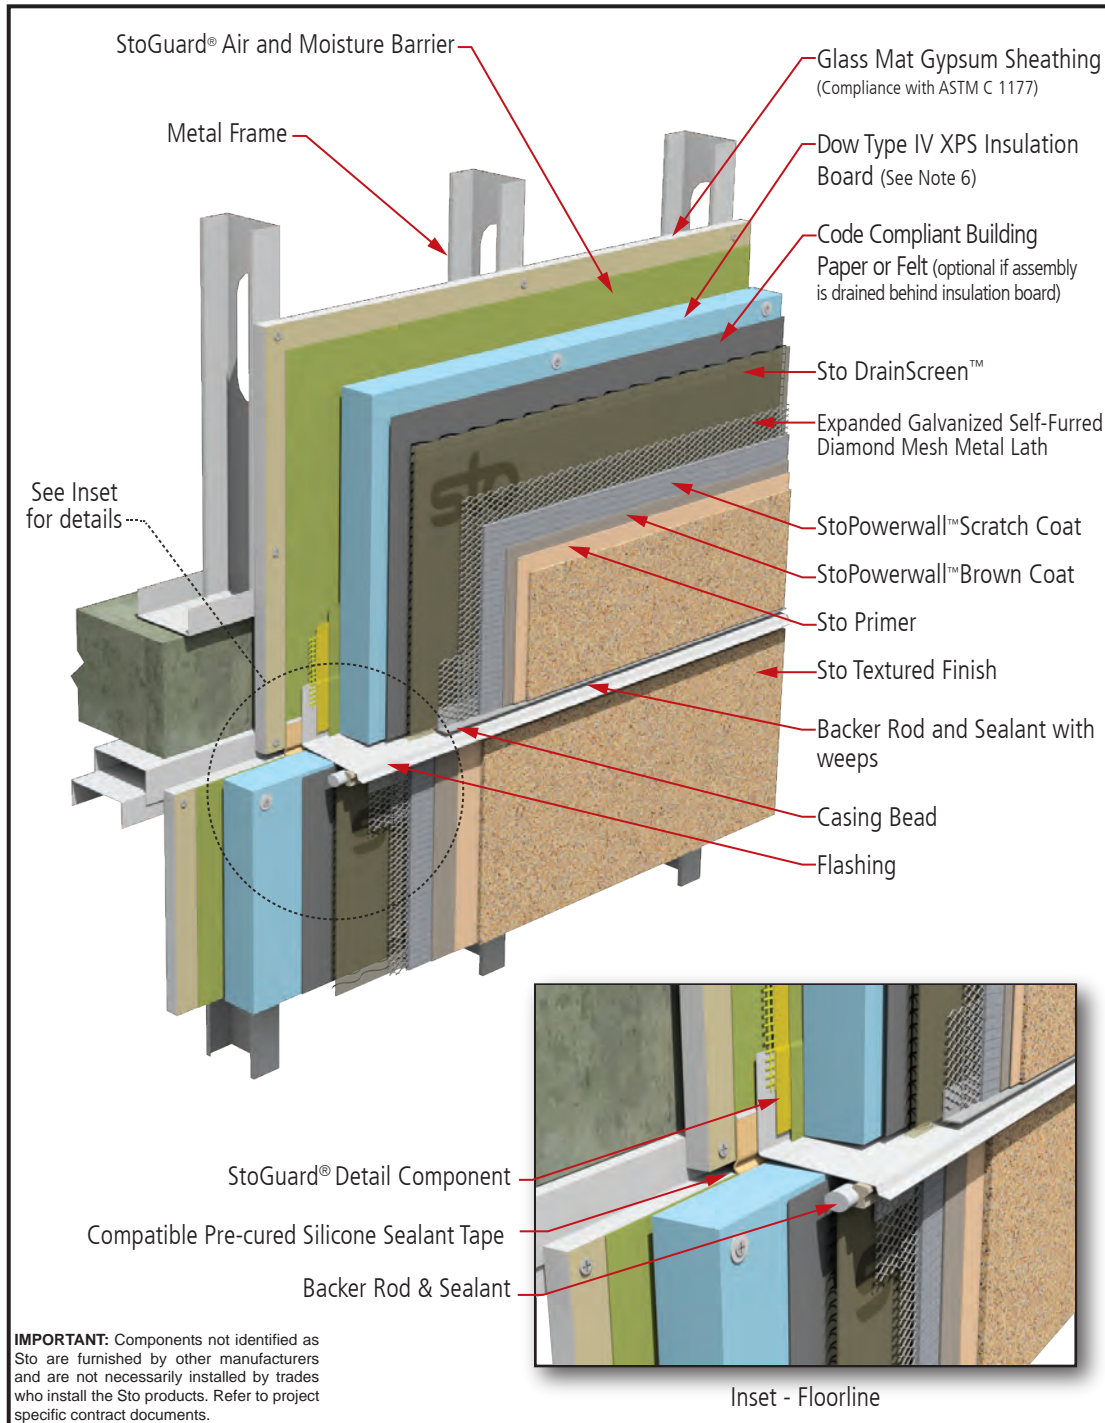 StoGuard® Air and Moisture Barrier
Metal Frame
See Inset
for details
Glass Mat Gypsum Sheathing
(Compliance with ASTM C 1177)
Dow Type IV XPS Insulation
Board (See Note 6)
Code Compliant Building
Paper or Felt (optional if assembly
is drained behind insulation board)
Sto DrainScreen™
Expanded Galvanized Self-Furred
Diamond Mesh Metal Lath
StoPowerwall™ Scratch Coat
StoPowerwall™ Brown Coat
Sto Primer
Sto Textured Finish
Backer Rod and Sealant with
weeps
Casing Bead
Flashing
sto
StoGuard® Detail Component
Compatible Pre-cured Silicone Sealant Tape
Backer Rod & Sealant
Inset - Floorline
IMPORTANT: Components not identified as
Sto are furnished by other manufacturers
and are not necessarily installed by trades
who install the Sto products. Refer to project
specific contract documents.